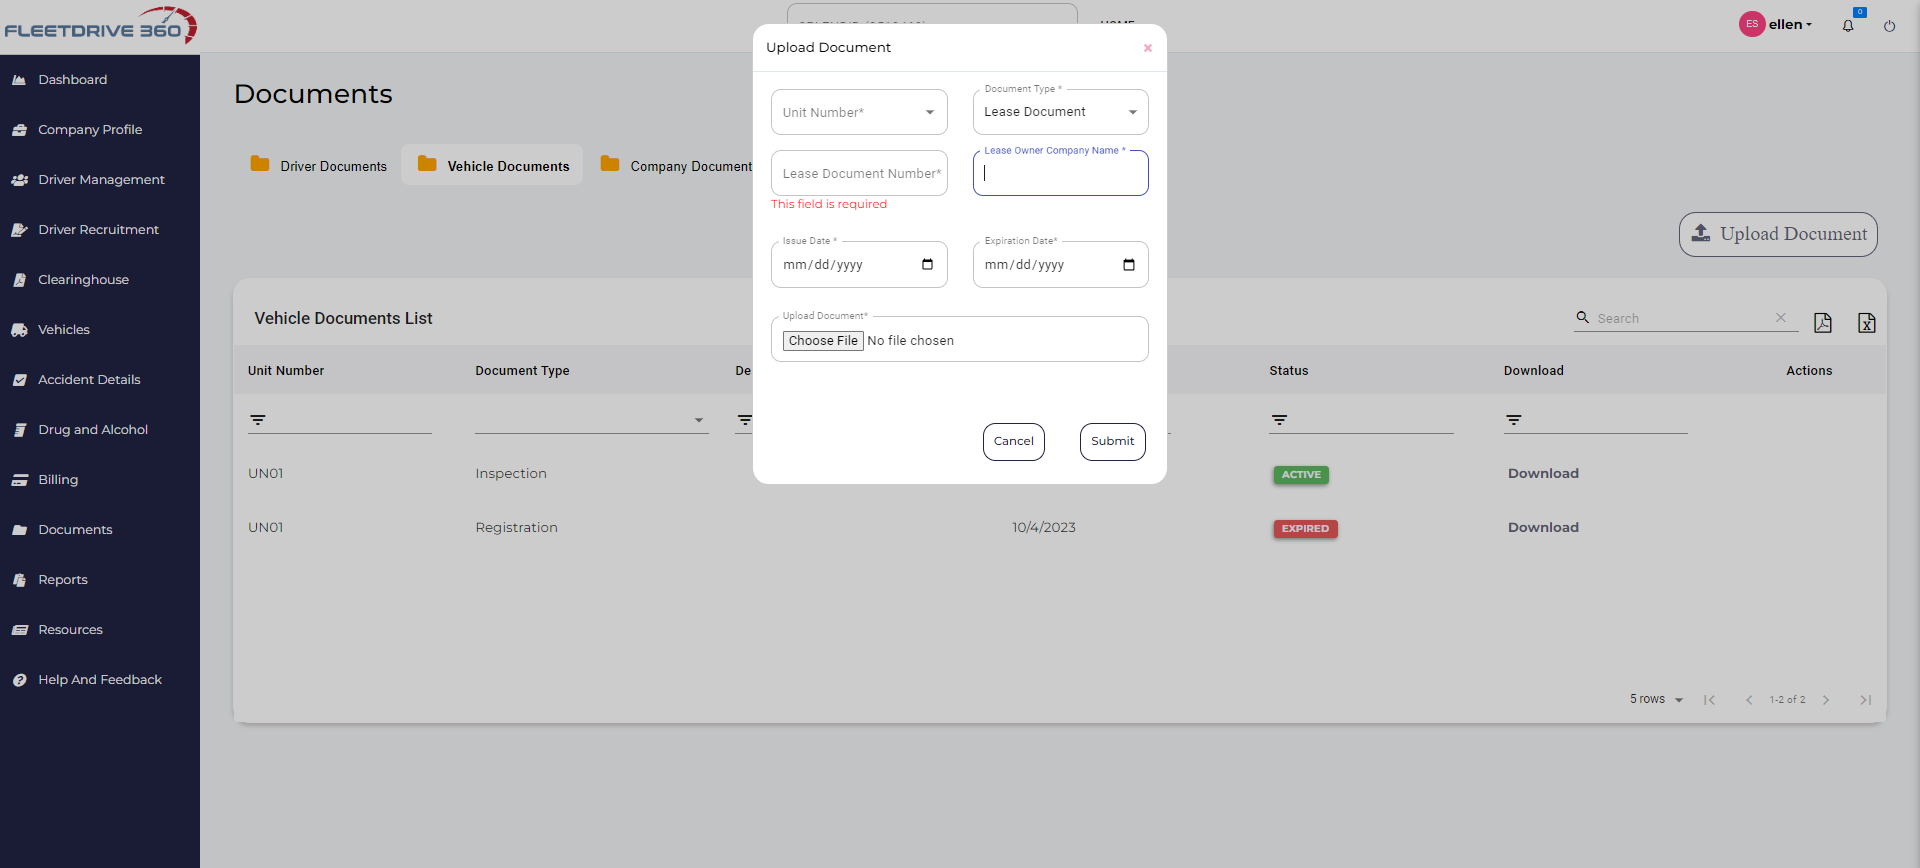 FLEETDRIVE 360
ES ellen
0
Dashboard
Company Profile
Driver Management
Driver Recruitment
Clearinghouse
Vehicles
Accident Details
Drug and Alcohol
Billing
Documents
Reports
Resources
Help And Feedback
Documents
Driver Documents
Vehicle Documents
Company Document
Upload Document
Upload Document
×
Unit Number*
Document Type *
Lease Document
Lease Document Number*
This field is required
Lease Owner Company Name *
Issue Date *
mm/dd/yyyy
Expiration Date*
mm/dd/yyyy
Upload Document*
Choose File No file chosen
Cancel
Submit
Vehicle Documents List
Search
Unit Number Document Type De Status Download Actions
UN01 Inspection ACTIVE Download
UN01 Registration 10/4/2023 EXPIRED Download
5 rows 1-2 of 2